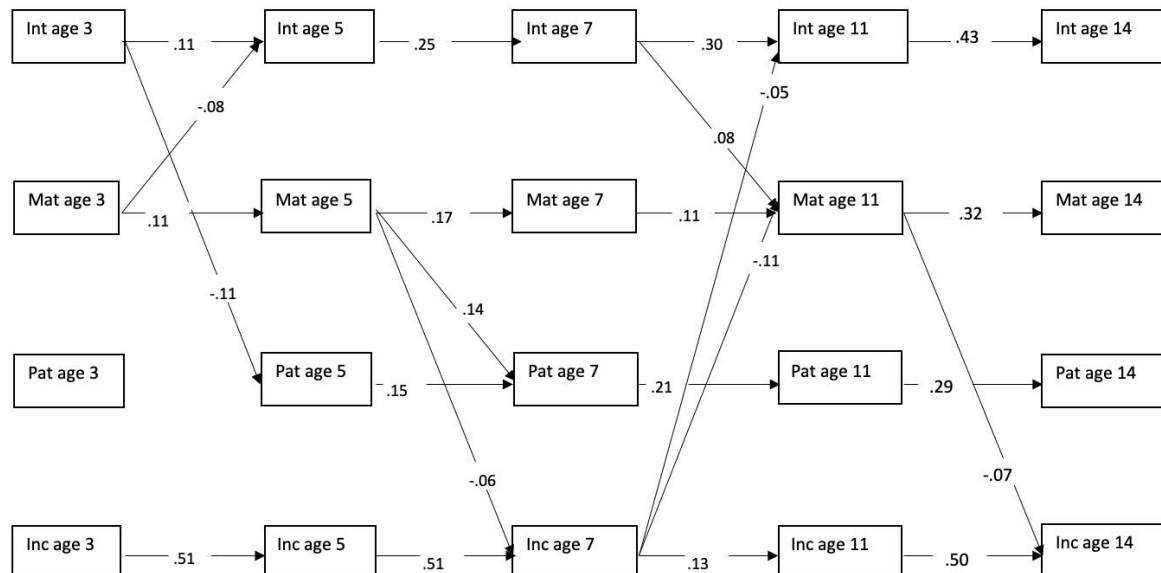 Int age 3 .11 Int age 5 .25 Int age 7 .30 Int age 11 .43 Int age 14
-.05
-.08
.08
Mat age 3 .11 Mat age 5 .17 Mat age 7 .11 Mat age 11 .32 Mat age 14
-.11
-.11
.14
Pat age 3 Pat age 5 .15 Pat age 7 .21 Pat age 11 .29 Pat age 14
-.06
-.07
Inc age 3 .51 Inc age 5 .51 Inc age 7 .13 Inc age 11 .50 Inc age 14